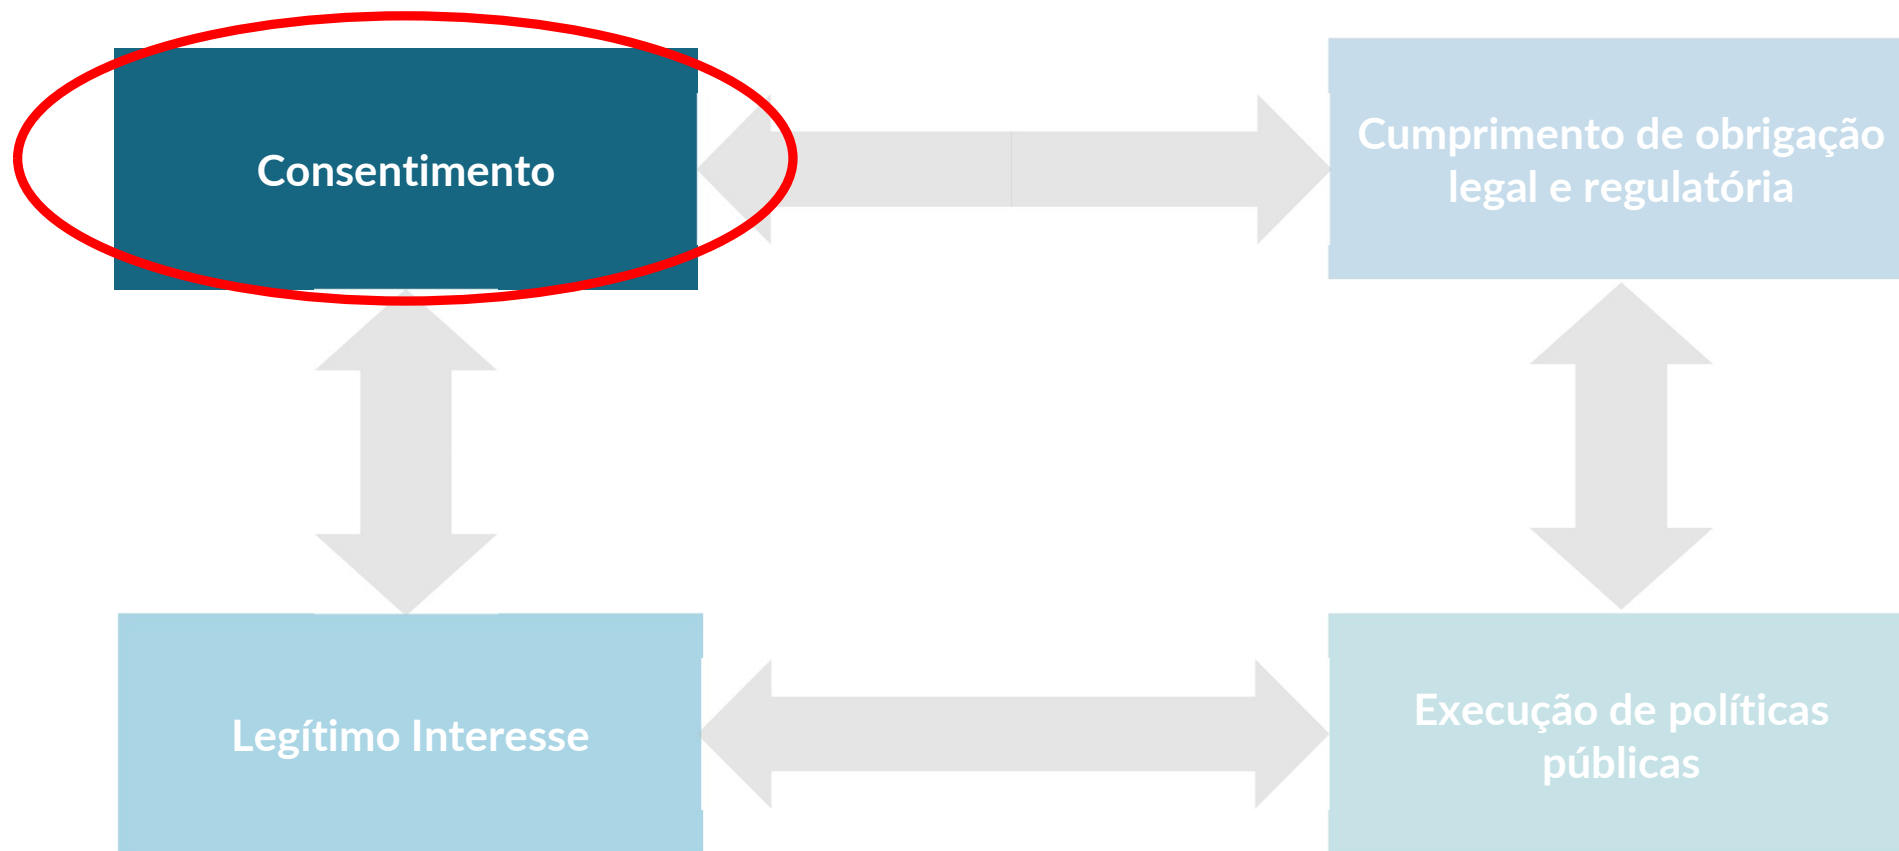 Consentimento
Cumprimento de obrigação
legal e regulatória
Legítimo Interesse
Execução de políticas
públicas